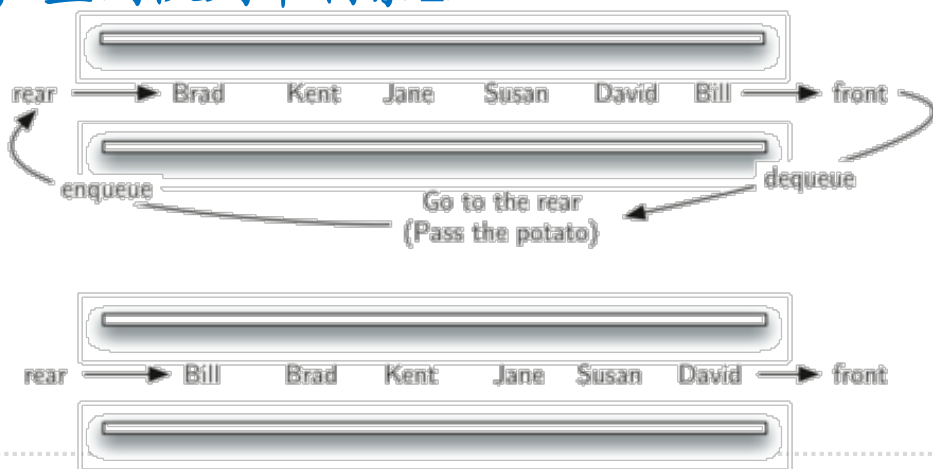 rear Brad Kent Jane Susan David Bill front
enqueue
dequeue
Go to the rear
(Pass the potato)
rear Bill Brad Kent Jane Susan David front